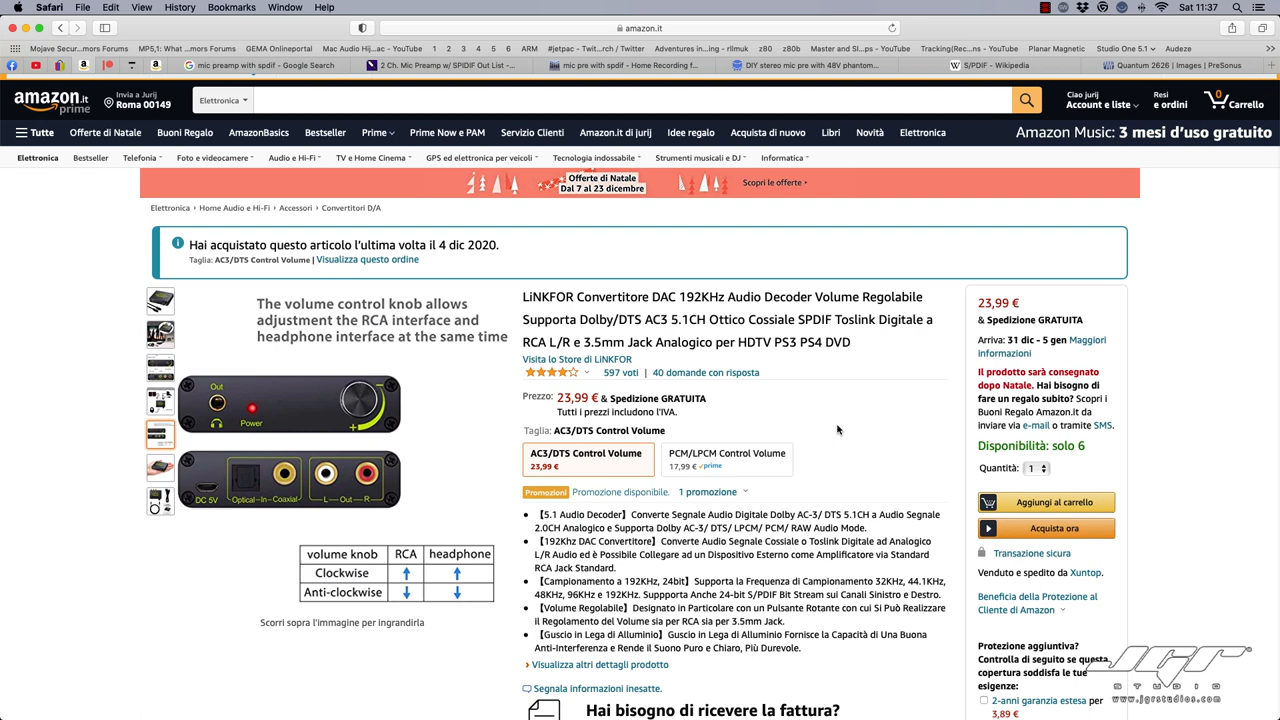 Safari File Edit View History Bookmarks Window Help
Sat 11:37
amazon.it
Mojave Secur...mors Forums MP5,1: What ...mors Forum GEMA Onlineportal Mac Audio Hij...ac - YouTube 1 2 3 4 5 6 ARM #jetpac - Twit...rch / Twitter Adventures in...ng - rllmuk z80 z80b Master and Sl...ps - YouTube Tracking(Rec...ns - YouTube Planar Magnetic Studio One 5.1 Audeze
mic preamp with spdif - Google Search 2 Ch. Mic Preamp w/ SPIDIF Out List -... mic pre with spdif - Home Recording f... DIY stereo mic pre with 48V phantom... S/PDIF - Wikipedia Quantum 2626 | Images | PreSonus
amazon.it
prime
Invia a Jurij
Roma 00149
Elettronica
Ciao jurij
Account e liste
Resi
e ordini
0
Carrello
Tutte Offerte di Natale Buoni Regalo AmazonBasics Bestseller Prime Prime Now e PAM Servizio Clienti Amazon.it di jurij Idee regalo Acquista di nuovo Libri Novità Elettronica
Amazon Music: 3 mesi d'uso gratuito
Elettronica Bestseller Telefonia Foto e videocamere Audio e Hi-Fi TV e Home Cinema GPS ed elettronica per veicoli Tecnologia indossabile Strumenti musicali e DJ Informatica
Offerte di Natale
Dal 7 al 23 dicembre
Scopri le offerte
Elettronica › Home Audio e Hi-Fi › Accessori › Convertitori D/A
Hai acquistato questo articolo l'ultima volta il 4 dic 2020.
Taglia: AC3/DTS Control Volume | Visualizza questo ordine
The volume control knob allows
adjustment the RCA interface and
headphone interface at the same time
Out
Power
DC 5V
Optical-In-Coaxial
L-Out-R
volume knob RCA headphone
Clockwise
Anti-clockwise
Scorri sopra l'immagine per ingrandirla
LiNKFOR Convertitore DAC 192KHz Audio Decoder Volume Regolabile
Supporta Dolby/DTS AC3 5.1CH Ottico Cossiale SPDIF Toslink Digitale a
RCA L/R e 3.5mm Jack Analogico per HDTV PS3 PS4 DVD
Visita lo Store di LiNKFOR
597 voti | 40 domande con risposta
Prezzo: 23,99 € & Spedizione GRATUITA
Tutti i prezzi includono l'IVA.
Taglia: AC3/DTS Control Volume
AC3/DTS Control Volume
23,99 €
PCM/LPCM Control Volume
17,99 € prime
Promozioni Promozione disponibile. 1 promozione
• 【5.1 Audio Decoder】Converte Segnale Audio Digitale Dolby AC-3/ DTS 5.1CH a Audio Segnale
2.0CH Analogico e Supporta Dolby AC-3/ DTS/ LPCM/ PCM/ RAW Audio Mode.
• 【192Khz DAC Convertitore】Converte Audio Segnale Cossiale o Toslink Digitale ad Analogico
L/R Audio ed è Possibile Collegare ad un Dispositivo Esterno come Amplificatore via Standard
RCA Jack Standard.
• 【Campionamento a 192KHz, 24bit】Supporta la Frequenza di Campionamento 32KHz, 44.1KHz,
48KHz, 96KHz e 192KHz. Suppporta Anche 24-bit S/PDIF Bit Stream sui Canali Sinistro e Destro.
• 【Volume Regolabile】Designato in Particolare con un Pulsante Rotante con cui Si Può Realizzare
il Regolamento del Volume sia per RCA sia per 3.5mm Jack.
• 【Guscio in Lega di Alluminio】Guscio in Lega di Alluminio Fornisce la Capacità di Una Buona
Anti-Interferenza e Rende il Suono Puro e Chiaro, Più Durevole.
› Visualizza altri dettagli prodotto
Segnala informazioni inesatte.
Hai bisogno di ricevere la fattura?
23,99 €
& Spedizione GRATUITA
Arriva: 31 dic - 5 gen Maggiori
informazioni
Il prodotto sarà consegnato
dopo Natale. Hai bisogno di
fare un regalo subito? Scopri i
Buoni Regalo Amazon.it da
inviare via e-mail o tramite SMS.
Disponibilità: solo 6
Quantità: 1
Aggiungi al carrello
Acquista ora
Transazione sicura
Venduto e spedito da Xuntop.
Beneficia della Protezione al
Cliente di Amazon
Protezione aggiuntiva?
Controlla di seguito se questa
copertura soddisfa le tue
esigenze:
2-anni garanzia estesa per
3,89 €
JGR
STUDIO
www.jgrstudios.com